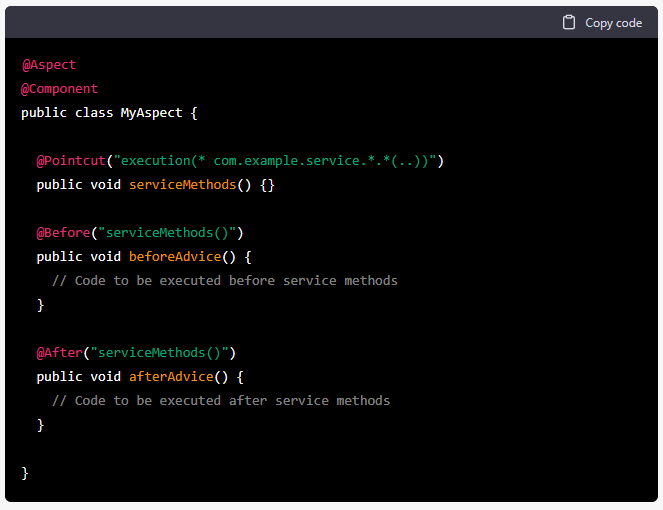 Copy code
@Aspect
@Component
public class MyAspect {
@Pointcut("execution(* com.example.service.*.*(..))")
public void serviceMethods() {}
@Before("serviceMethods()")
public void beforeAdvice() {
// Code to be executed before service methods
}
@After("serviceMethods()")
public void afterAdvice() {
// Code to be executed after service methods
}
}